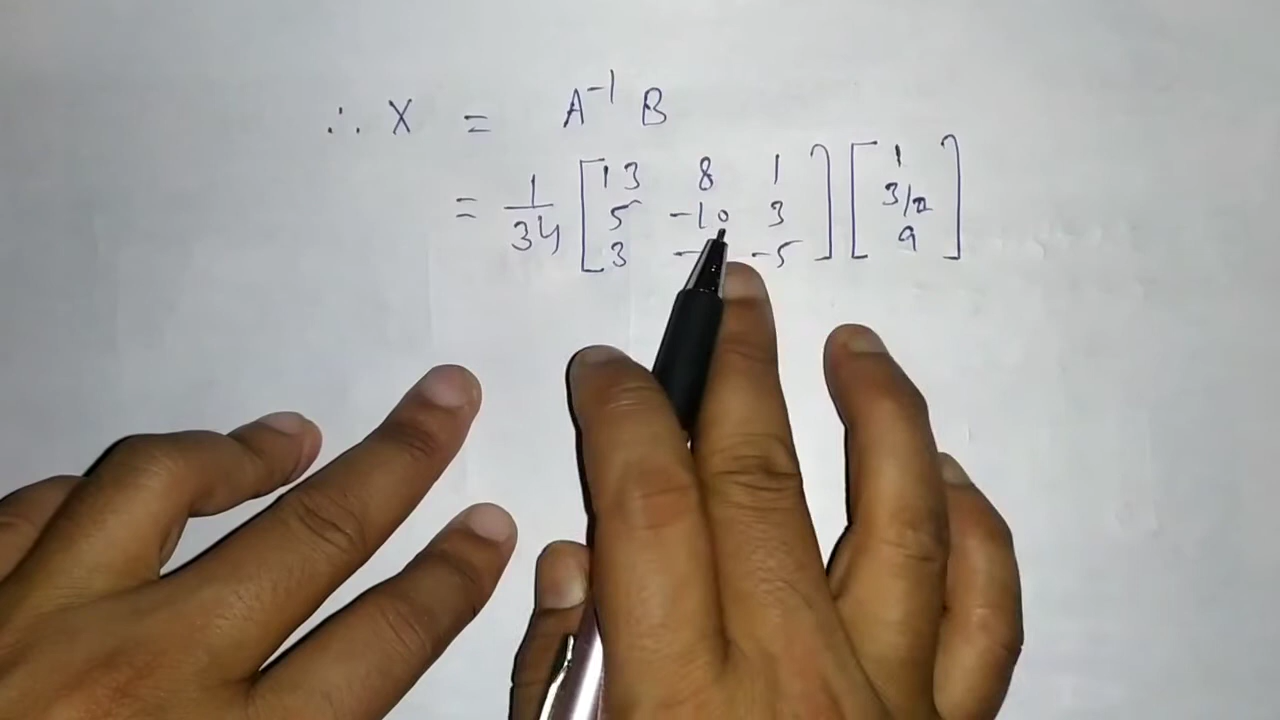 ∴ X = A⁻¹ B
= 1/34 [13 8 1
5 -10 3
3 - -5] [1
3/2
9]